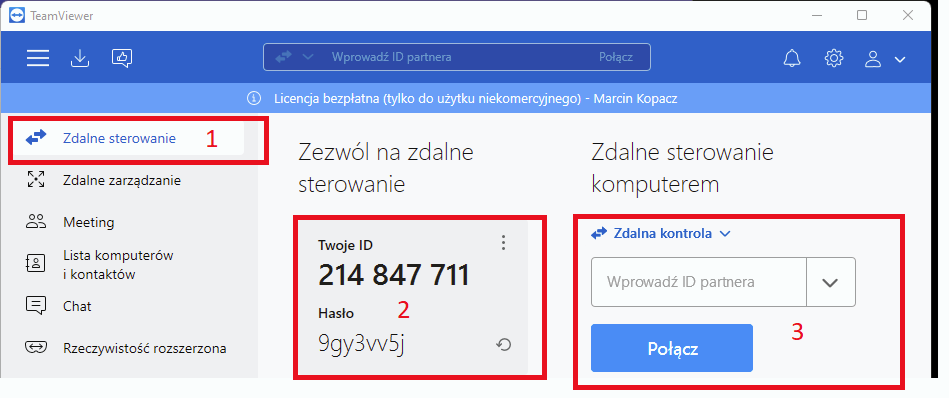 TeamViewer
Wprowadź ID partnera
Połącz
Licencja bezpłatna (tylko do użytku niekomercyjnego) - Marcin Kopacz
Zdalne sterowanie 1
Zdalne zarządzanie
Meeting
Lista komputerów
i kontaktów
Chat
Rzeczywistość rozszerzona
Zezwól na zdalne
sterowanie
Twoje ID
214 847 711
Hasło 2
9gy3vv5j
Zdalne sterowanie
komputerem
Zdalna kontrola
Wprowadź ID partnera
Połącz 3